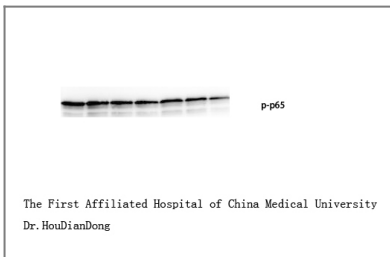 p-p65
The First Affiliated Hospital of China Medical University
Dr.HouDianDong